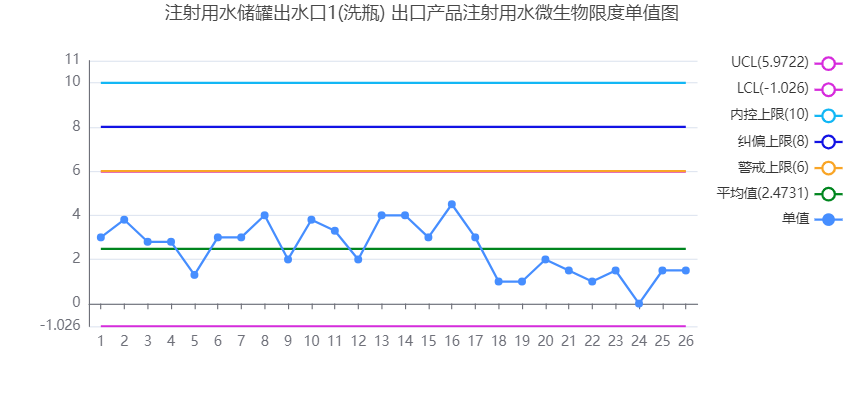 注射用水储罐出水口1(洗瓶) 出口产品注射用水微生物限度单值图
11
10
8
6
4
2
0
-1.026
1 2 3 4 5 6 7 8 9 10 11 12 13 14 15 16 17 18 19 20 21 22 23 24 25 26
UCL(5.9722)
LCL(-1.026)
内控上限(10)
纠偏上限(8)
警戒上限(6)
平均值(2.4731)
单值